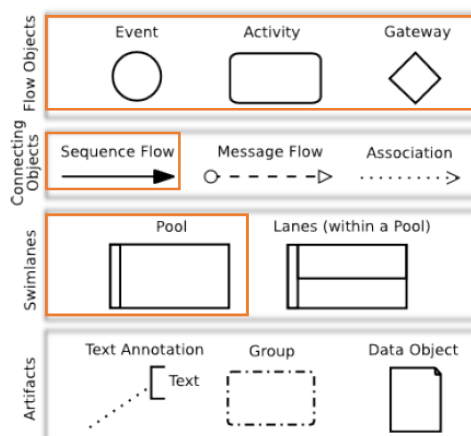 Flow Objects
Event
Activity
Gateway
Connecting
Objects
Sequence Flow
Message Flow
Association
Swimlanes
Pool
Lanes (within a Pool)
Artifacts
Text Annotation
Group
Data Object
Text